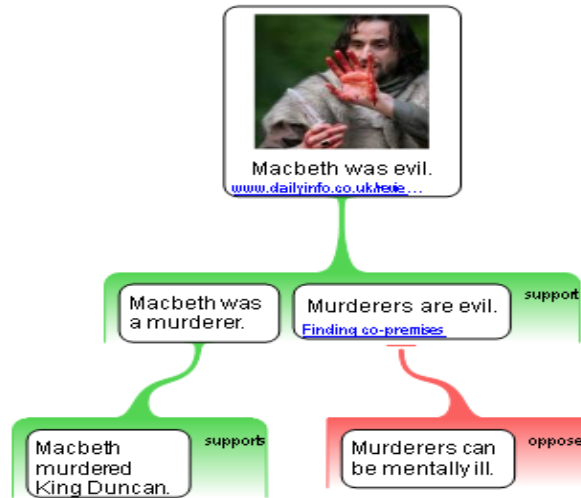 Macbeth was evil.
www.dailyinfo.co.uk/revie...
Macbeth was
a murderer.
Murderers are evil.
Finding co-premises
support
Macbeth
murdered
King Duncan.
supports
Murderers can
be mentally ill.
oppose